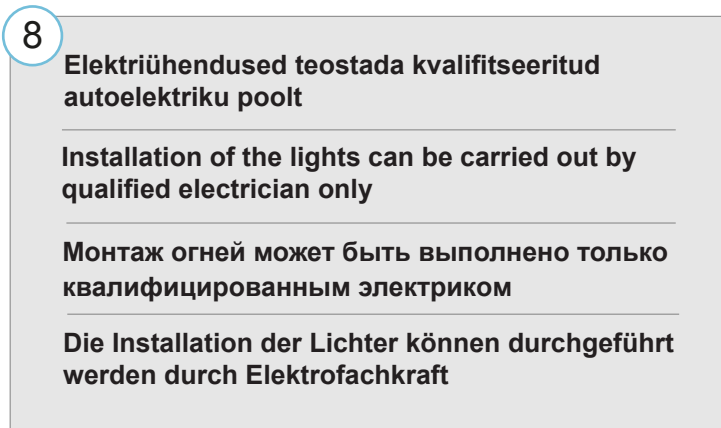 8
Elektriühendused teostada kvalifitseeritud
autoelektriku poolt
Installation of the lights can be carried out by
qualified electrician only
Монтаж огней может быть выполнено только
квалифицированным электриком
Die Installation der Lichter können durchgeführt
werden durch Elektrofachkraft